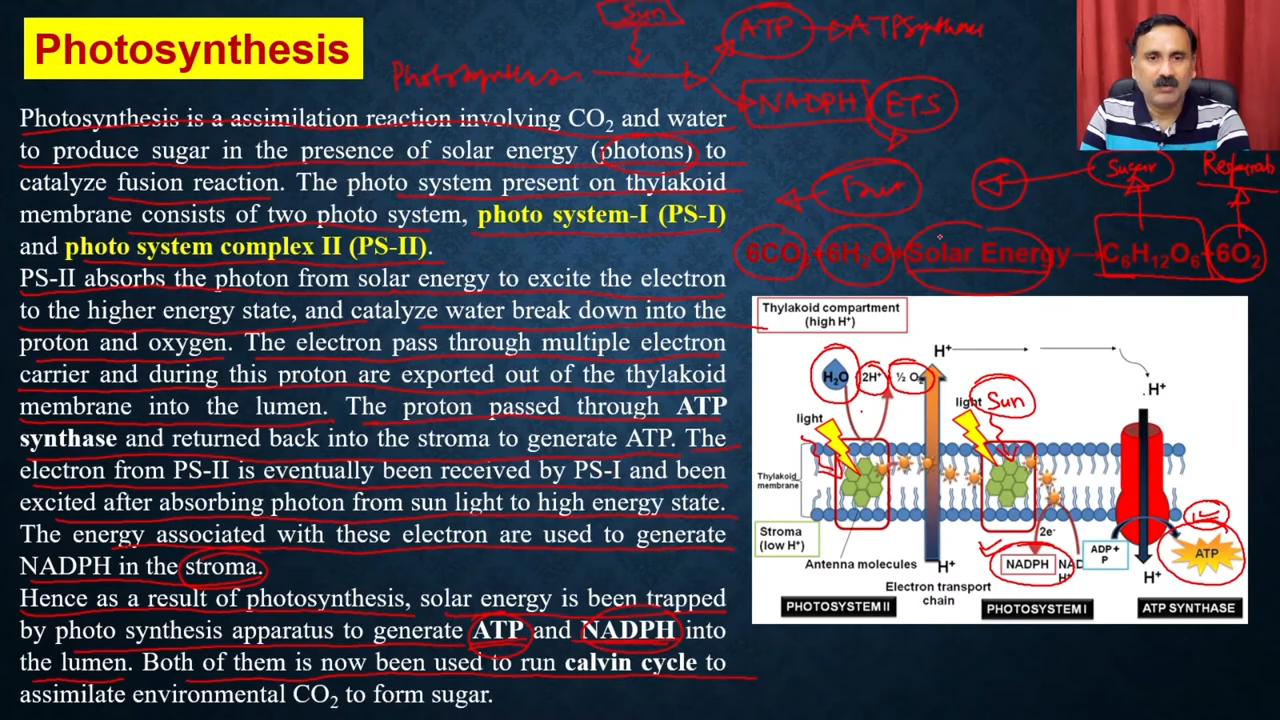 Photosynthesis
Sun
ATP → ATP Synthase
Photosynthesis
NADPH
ETS
Photosynthesis is a assimilation reaction involving CO₂ and water
to produce sugar in the presence of solar energy (photons) to
catalyze fusion reaction. The photo system present on thylakoid
membrane consists of two photo system, photo system-I (PS-I)
and photo system complex II (PS-II).
PS-II absorbs the photon from solar energy to excite the electron
to the higher energy state, and catalyze water break down into the
proton and oxygen. The electron pass through multiple electron
carrier and during this proton are exported out of the thylakoid
membrane into the lumen. The proton passed through ATP
synthase and returned back into the stroma to generate ATP. The
electron from PS-II is eventually been received by PS-I and been
excited after absorbing photon from sun light to high energy state.
The energy associated with these electron are used to generate
NADPH in the stroma.
Hence as a result of photosynthesis, solar energy is been trapped
by photo synthesis apparatus to generate ATP and NADPH into
the lumen. Both of them is now been used to run calvin cycle to
assimilate environmental CO₂ to form sugar.
Sugar
6CO₂+6H₂O+Solar Energy→C₆H₁₂O₆+6O₂
Thylakoid compartment
(high H⁺)
H⁺
H₂O
2H⁺
½ O₂
H⁺
light
light
Sun
Thylakoid
membrane
Stroma
(low H⁺)
2e⁻
ADP +
P
ATP
NADPH
H⁺
Antenna molecules
H⁺
H⁺
Electron transport
chain
PHOTOSYSTEM II
PHOTOSYSTEM I
ATP SYNTHASE